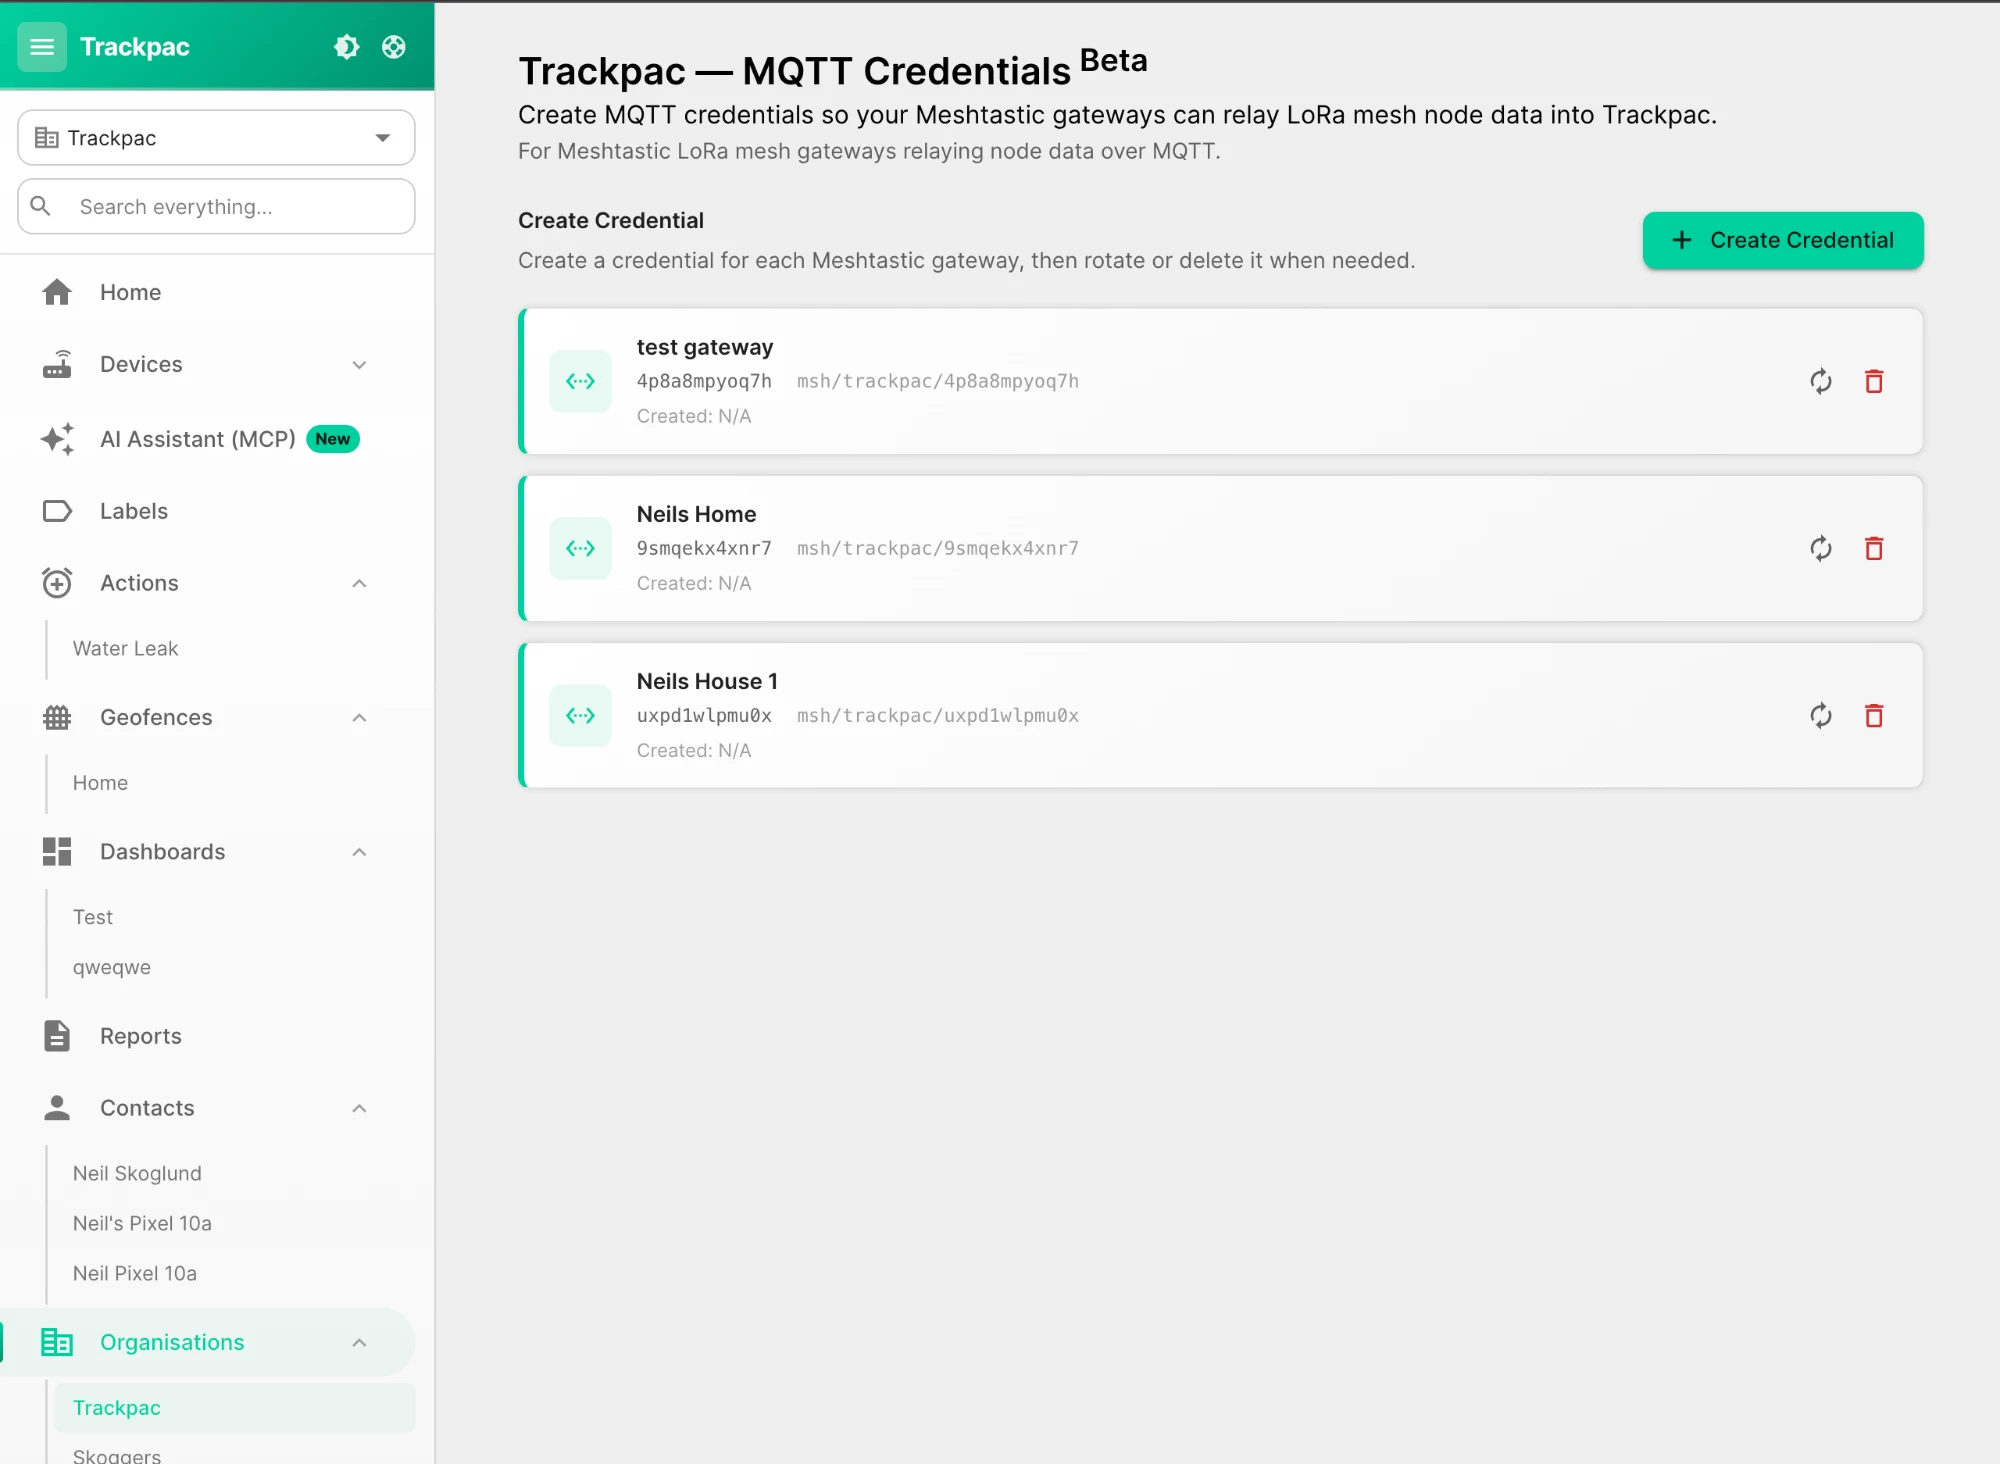 Trackpac
Trackpac
Search everything...
Home
Devices
AI Assistant (MCP) New
Labels
Actions
Water Leak
Geofences
Home
Dashboards
Test
qweqwe
Reports
Contacts
Neil Skoglund
Neil's Pixel 10a
Neil Pixel 10a
Organisations
Trackpac
Skoggers
Trackpac — MQTT Credentials Beta
Create MQTT credentials so your Meshtastic gateways can relay LoRa mesh node data into Trackpac.
For Meshtastic LoRa mesh gateways relaying node data over MQTT.
Create Credential
Create a credential for each Meshtastic gateway, then rotate or delete it when needed.
Create Credential
test gateway
4p8a8mpyoq7h msh/trackpac/4p8a8mpyoq7h
Created: N/A
Neils Home
9smqekx4xnr7 msh/trackpac/9smqekx4xnr7
Created: N/A
Neils House 1
uxpd1wlpmu0x msh/trackpac/uxpd1wlpmu0x
Created: N/A